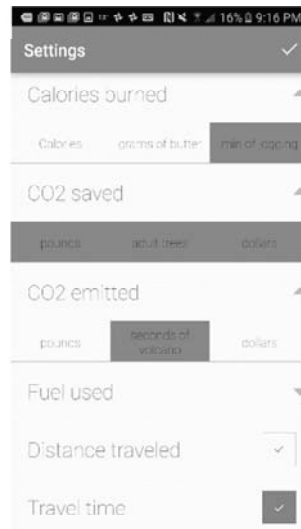 16% 9:16 PM
Settings
Calories burned
Calories grams of butter min of jogging
CO2 saved
pounds adult trees dollars
CO2 emitted
pounds seconds of volcano dollars
Fuel used
Distance traveled
Travel time